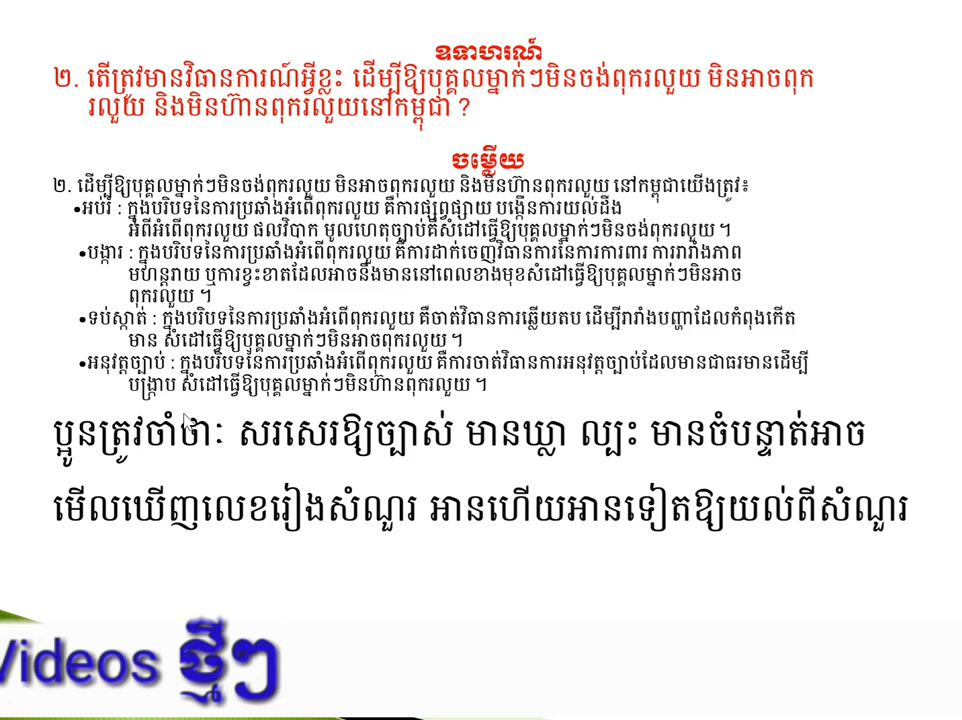 ឧទាហរណ៍
២. តើត្រូវមានវិធានការណ៍អ្វីខ្លះ ដើម្បីឱ្យបុគ្គលម្នាក់ៗមិនចង់ពុករលួយ មិនអាចពុក
រលួយ និងមិនហ៊ានពុករលួយនៅកម្ពុជា ?
ចម្លើយ
២. ដើម្បីឱ្យបុគ្គលម្នាក់ៗមិនចង់ពុករលួយ មិនអាចពុករលួយ និងមិនហ៊ានពុករលួយ នៅកម្ពុជាយើងត្រូវ៖
•អប់រំ : ក្នុងបរិបទនៃការប្រឆាំងអំពើពុករលួយ គឺការផ្សព្វផ្សាយ បង្កើនការយល់ដឹង
អំពីអំពើពុករលួយ ផលវិបាក មូលហេតុច្បាប់គឺសំដៅធ្វើឱ្យបុគ្គលម្នាក់ៗមិនចង់ពុករលួយ ។
•បង្ការ : ក្នុងបរិបទនៃការប្រឆាំងអំពើពុករលួយ គឺការដាក់ចេញវិធានការនៃការការពារ ការរារាំងភាព
មហន្តរាយ ឬការខ្វះខាតដែលអាចនឹងមាននៅពេលខាងមុខសំដៅធ្វើឱ្យបុគ្គលម្នាក់ៗមិនអាច
ពុករលួយ ។
•ទប់ស្កាត់ : ក្នុងបរិបទនៃការប្រឆាំងអំពើពុករលួយ គឺចាត់វិធានការឆ្លើយតប ដើម្បីរារាំងបញ្ហាដែលកំពុងកើត
មាន សំដៅធ្វើឱ្យបុគ្គលម្នាក់ៗមិនអាចពុករលួយ ។
•អនុវត្តច្បាប់ : ក្នុងបរិបទនៃការប្រឆាំងអំពើពុករលួយ គឺការចាត់វិធានការអនុវត្តច្បាប់ដែលមានជាធរមានដើម្បី
បង្ក្រាប សំដៅធ្វើឱ្យបុគ្គលម្នាក់ៗមិនហ៊ានពុករលួយ ។
ប្អូនត្រូវចាំថាៈ សរសេរឱ្យច្បាស់ មានឃ្លា ល្បះ មានចំបន្ទាត់អាច
មើលឃើញលេខរៀងសំណួរ អានហើយអានទៀតឱ្យយល់ពីសំណួរ
Videos ថ្មីៗ